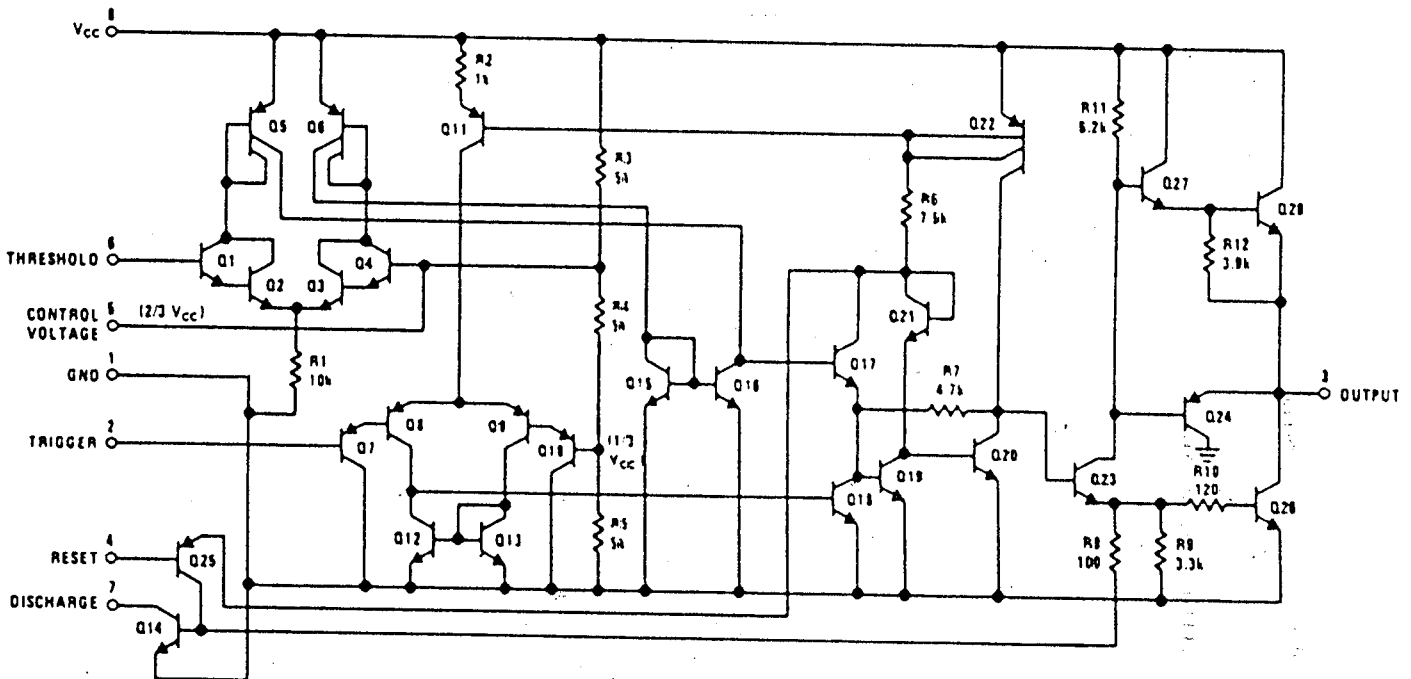 8
VCC
R2
1k
Q5
Q6
Q11
Q22
R11
6.2k
R3
5k
Q27
Q28
R6
7.5k
R12
3.9k
6
THRESHOLD
Q1
Q2
Q3
Q4
5
CONTROL
VOLTAGE
(2/3 VCC)
R4
5k
Q21
1
GND
R1
10k
Q15
Q16
Q17
R7
4.7k
3
OUTPUT
Q24
2
TRIGGER
Q7
Q8
Q9
Q10
(1/3
VCC)
Q18
Q19
Q20
Q23
R10
120
Q26
Q12
Q13
R5
5k
R8
100
R9
3.3k
4
RESET
Q25
7
DISCHARGE
Q14